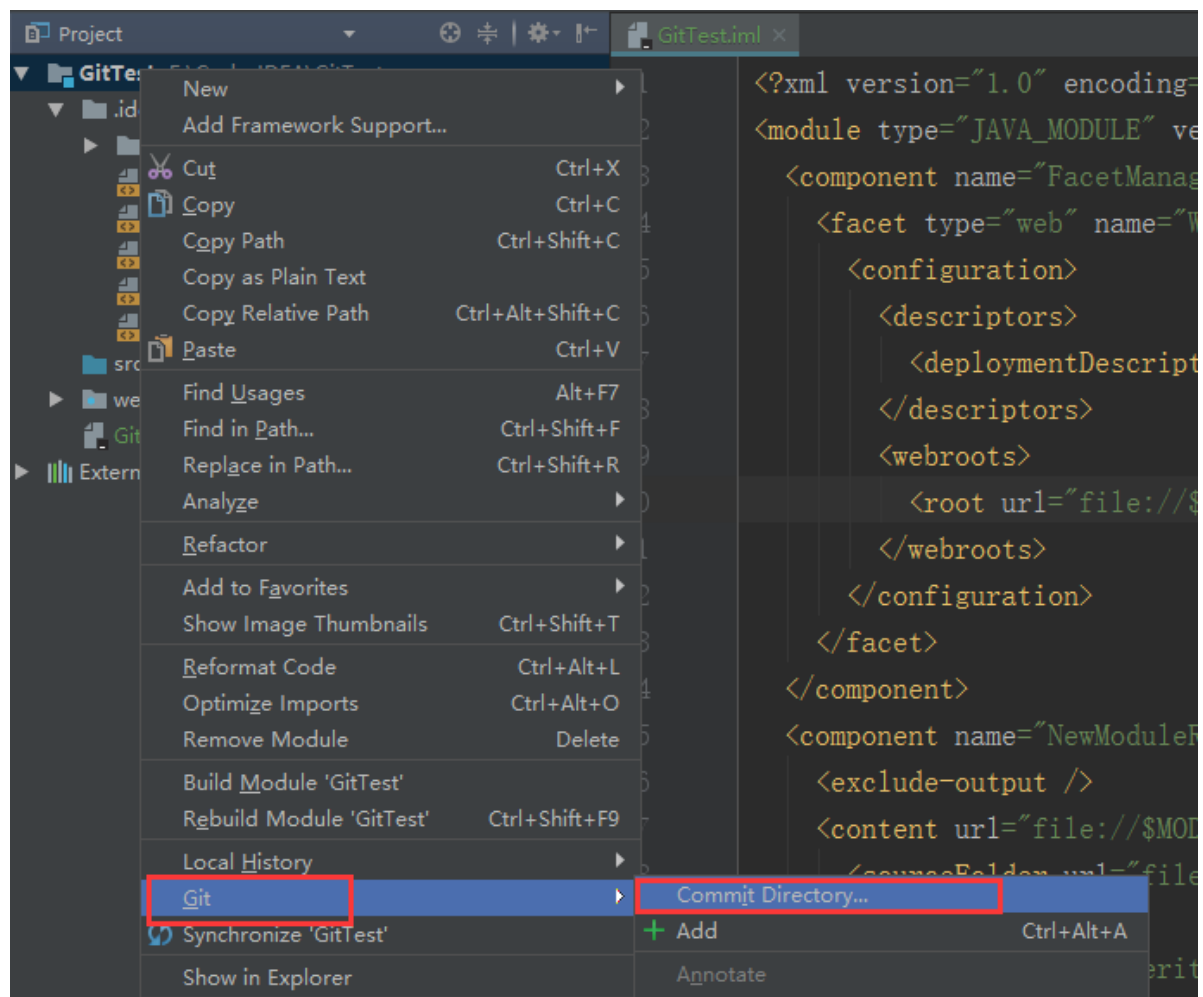 Project
GitTest.iml
GitTes
New
<?xml version="1.0" encoding=
.id
Add Framework Support...
<module type="JAVA_MODULE" ve
Cut Ctrl+X
<component name="FacetManag
Copy Ctrl+C
<facet type="web" name="W
Copy Path Ctrl+Shift+C
<configuration>
Copy as Plain Text
Copy Relative Path Ctrl+Alt+Shift+C
<descriptors>
Paste Ctrl+V
src
<deploymentDescript
Find Usages Alt+F7
we
</descriptors>
Find in Path... Ctrl+Shift+F
Git
<webroots>
Replace in Path... Ctrl+Shift+R
Extern
Analyze
<root url="file://$
Refactor
</webroots>
Add to Favorites
</configuration>
Show Image Thumbnails Ctrl+Shift+T
</facet>
Reformat Code Ctrl+Alt+L
</component>
Optimize Imports Ctrl+Alt+O
Remove Module Delete
<component name="NewModuleR
Build Module 'GitTest'
<exclude-output />
Rebuild Module 'GitTest' Ctrl+Shift+F9
<content url="file://$MOD
Local History
Git
Commit Directory...
Synchronize 'GitTest'
Add Ctrl+Alt+A
Show in Explorer
Annotate
erit